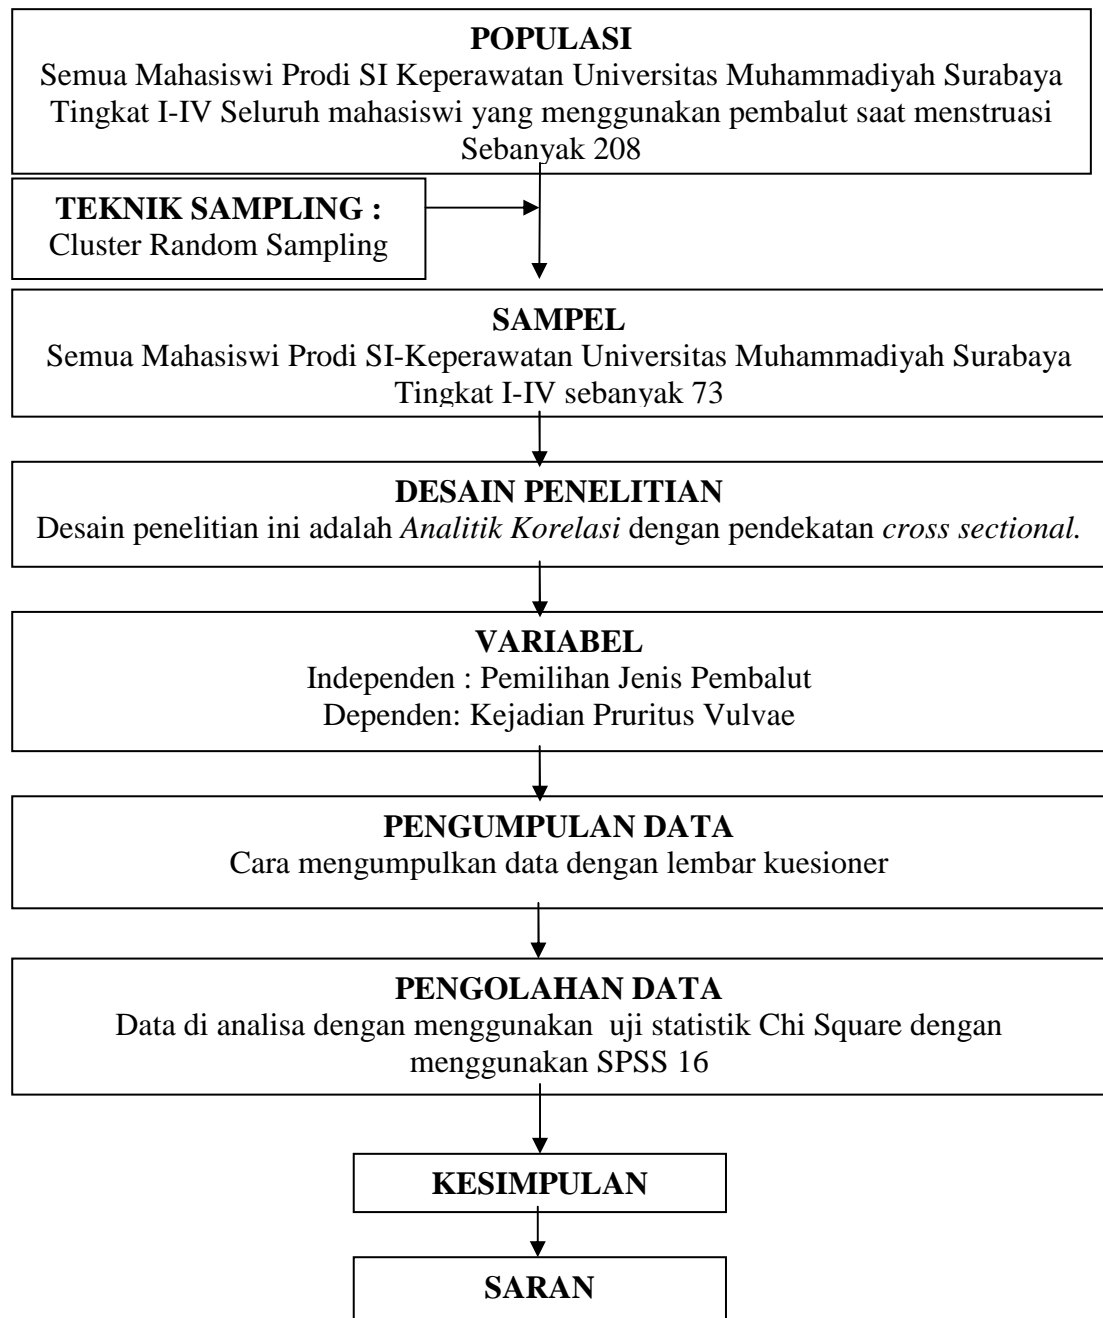 POPULASI
Semua Mahasiswi Prodi SI Keperawatan Universitas Muhammadiyah Surabaya
Tingkat I-IV Seluruh mahasiswi yang menggunakan pembalut saat menstruasi
Sebanyak 208
TEKNIK SAMPLING :
Cluster Random Sampling
SAMPEL
Semua Mahasiswi Prodi SI-Keperawatan Universitas Muhammadiyah Surabaya
Tingkat I-IV sebanyak 73
DESAIN PENELITIAN
Desain penelitian ini adalah Analitik Korelasi dengan pendekatan cross sectional.
VARIABEL
Independen : Pemilihan Jenis Pembalut
Dependen: Kejadian Pruritus Vulvae
PENGUMPULAN DATA
Cara mengumpulkan data dengan lembar kuesioner
PENGOLAHAN DATA
Data di analisa dengan menggunakan  uji statistik Chi Square dengan
menggunakan SPSS 16
KESIMPULAN
SARAN